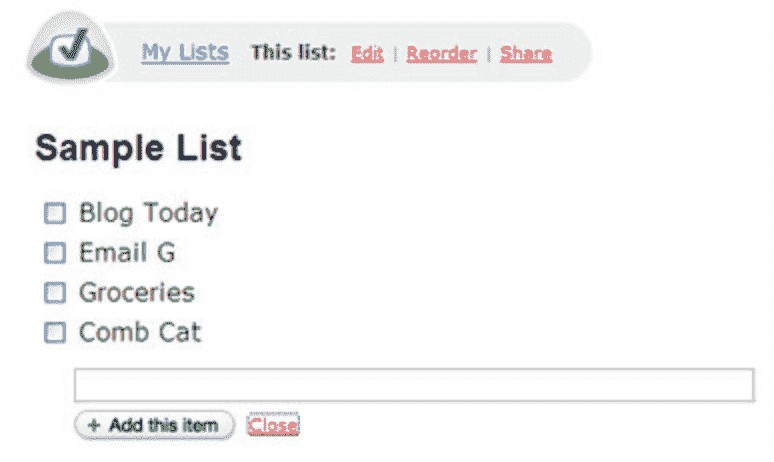 My Lists This list: Edit | Reorder | Share
Sample List
Blog Today
Email G
Groceries
Comb Cat
+ Add this item Close